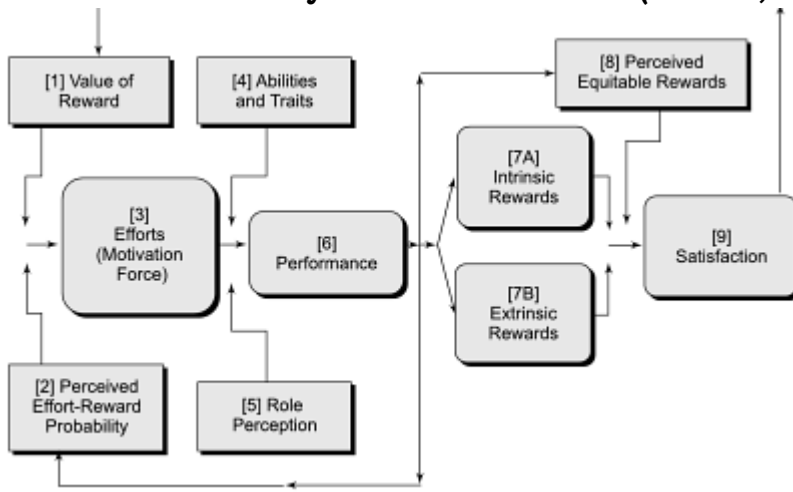 [1] Value of
Reward
[4] Abilities
and Traits
[8] Perceived
Equitable Rewards
[3]
Efforts
(Motivation
Force)
[6]
Performance
[7A]
Intrinsic
Rewards
[7B]
Extrinsic
Rewards
[9]
Satisfaction
[2] Perceived
Effort-Reward
Probability
[5] Role
Perception